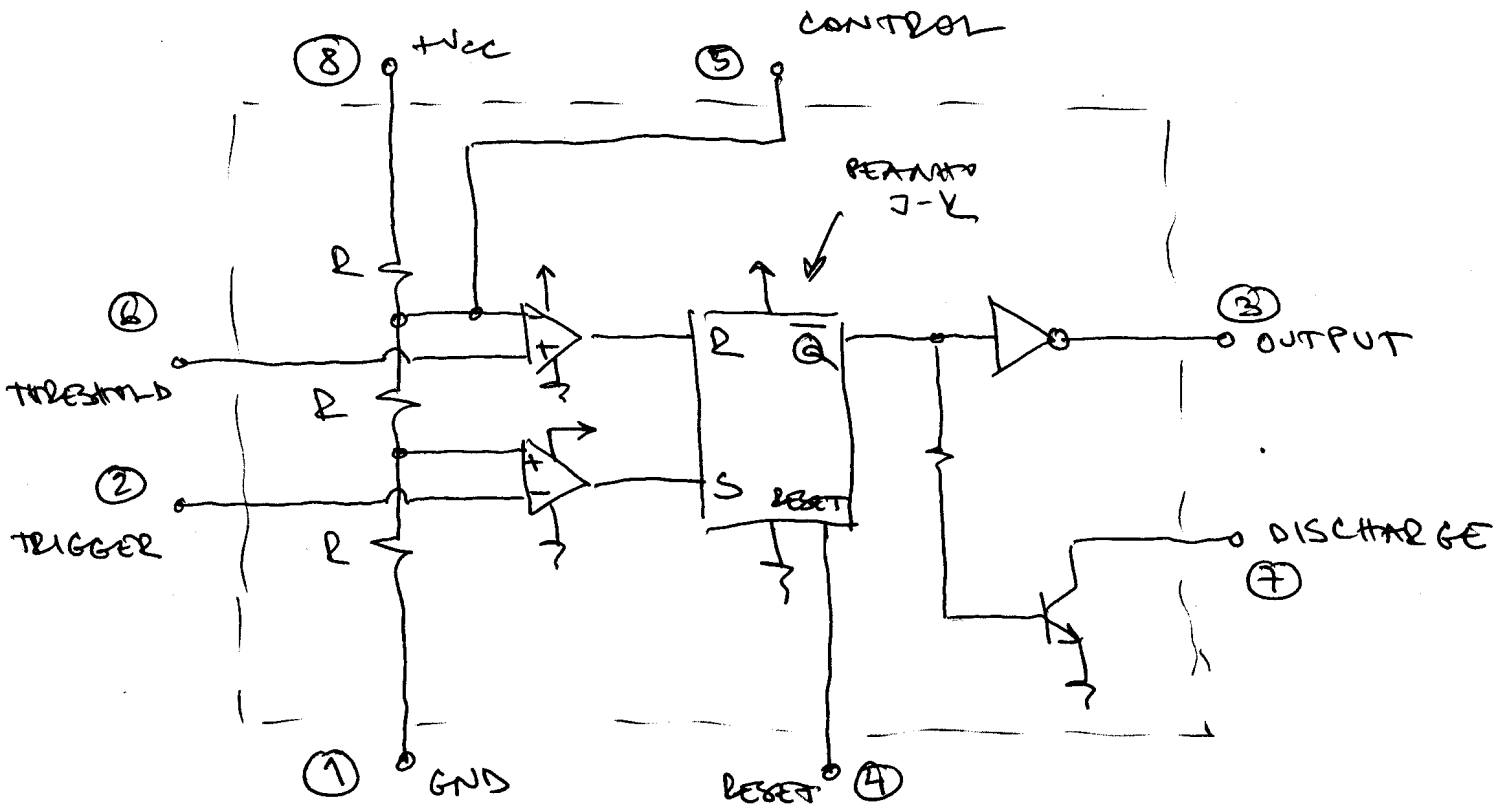 CONTROL
8 +Vcc
5
J-K
R
6
- +
R Q
3
OUTPUT
THRESHOLD
R
2
+ -
S RESET
TRIGGER
R
DISCHARGE
7
1 GND
RESET 4